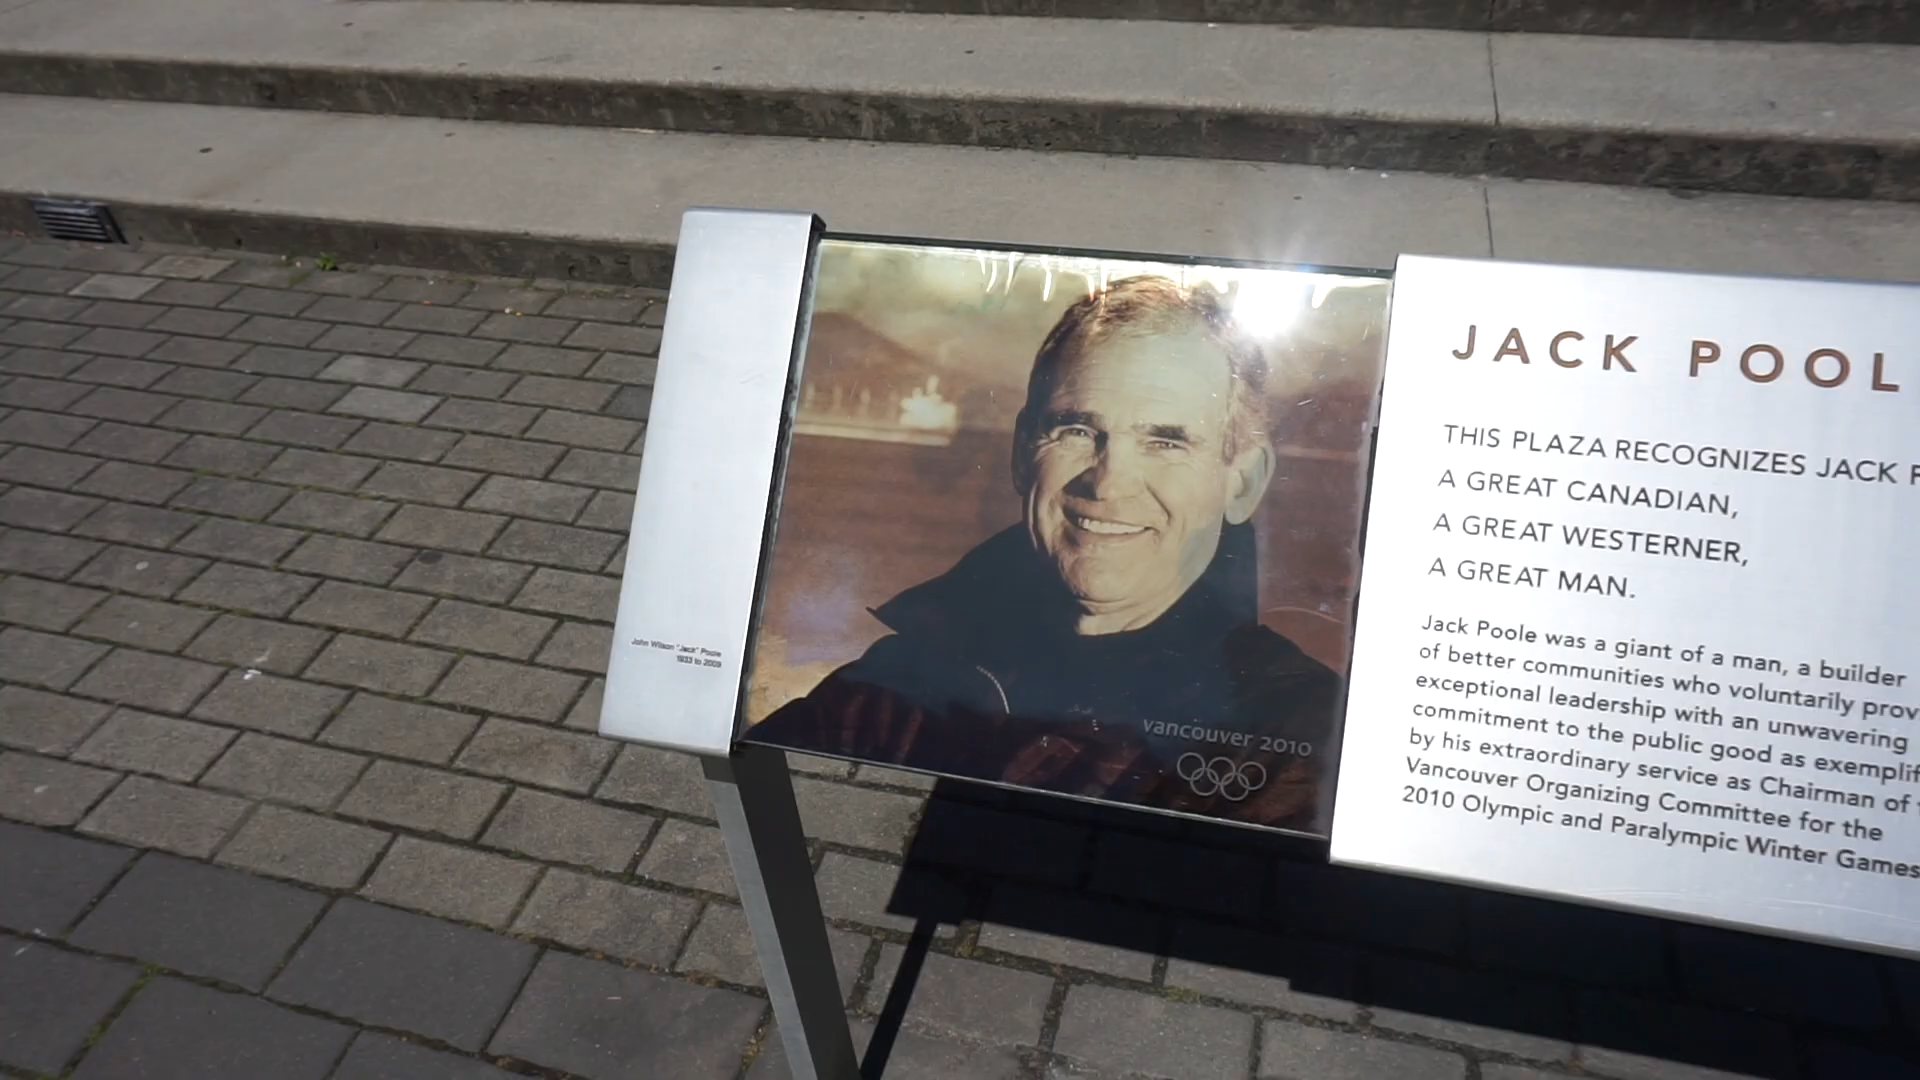 John Wilson "Jack" Poole
1933 to 2009
vancouver 2010
JACK POOL
THIS PLAZA RECOGNIZES JACK P
A GREAT CANADIAN,
A GREAT WESTERNER,
A GREAT MAN.
Jack Poole was a giant of a man, a builder
of better communities who voluntarily prov
exceptional leadership with an unwavering
commitment to the public good as exemplif
by his extraordinary service as Chairman of
Vancouver Organizing Committee for the
2010 Olympic and Paralympic Winter Games